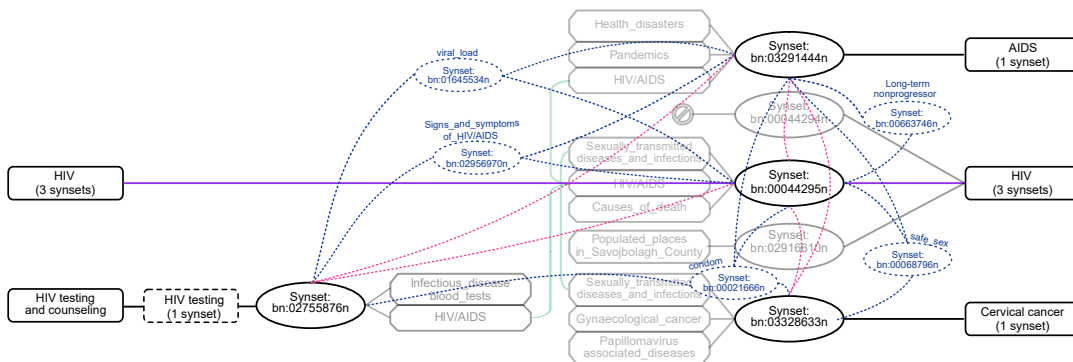 Health_disasters
Pandemics
HIV/AIDS
Synset:
bn:03291444n
AIDS
(1 synset)
viral_load
Synset:
bn:01645534n
Long-term
nonprogressor
Synset:
bn:00663746n
Synset:
bn:00044294n
Signs_and_symptoms
of_HIV/AIDS
Synset:
bn:02956970n
Sexually_transmitted
diseases_and_infections
HIV/AIDS
Causes_of_death
HIV
(3 synsets)
Synset:
bn:00044295n
HIV
(3 synsets)
Populated_places
in_Savojbolagh_County
Synset:
bn:02916610n
safe_sex
Synset:
bn:00068796n
condom
Synset:
bn:00021666n
HIV testing
and counseling
HIV testing
(1 synset)
Synset:
bn:02755876n
Infectious_disease
blood_tests
HIV/AIDS
Sexually_transmitted
diseases_and_infections
Gynaecological_cancer
Papillomavirus
associated_diseases
Synset:
bn:03328633n
Cervical cancer
(1 synset)